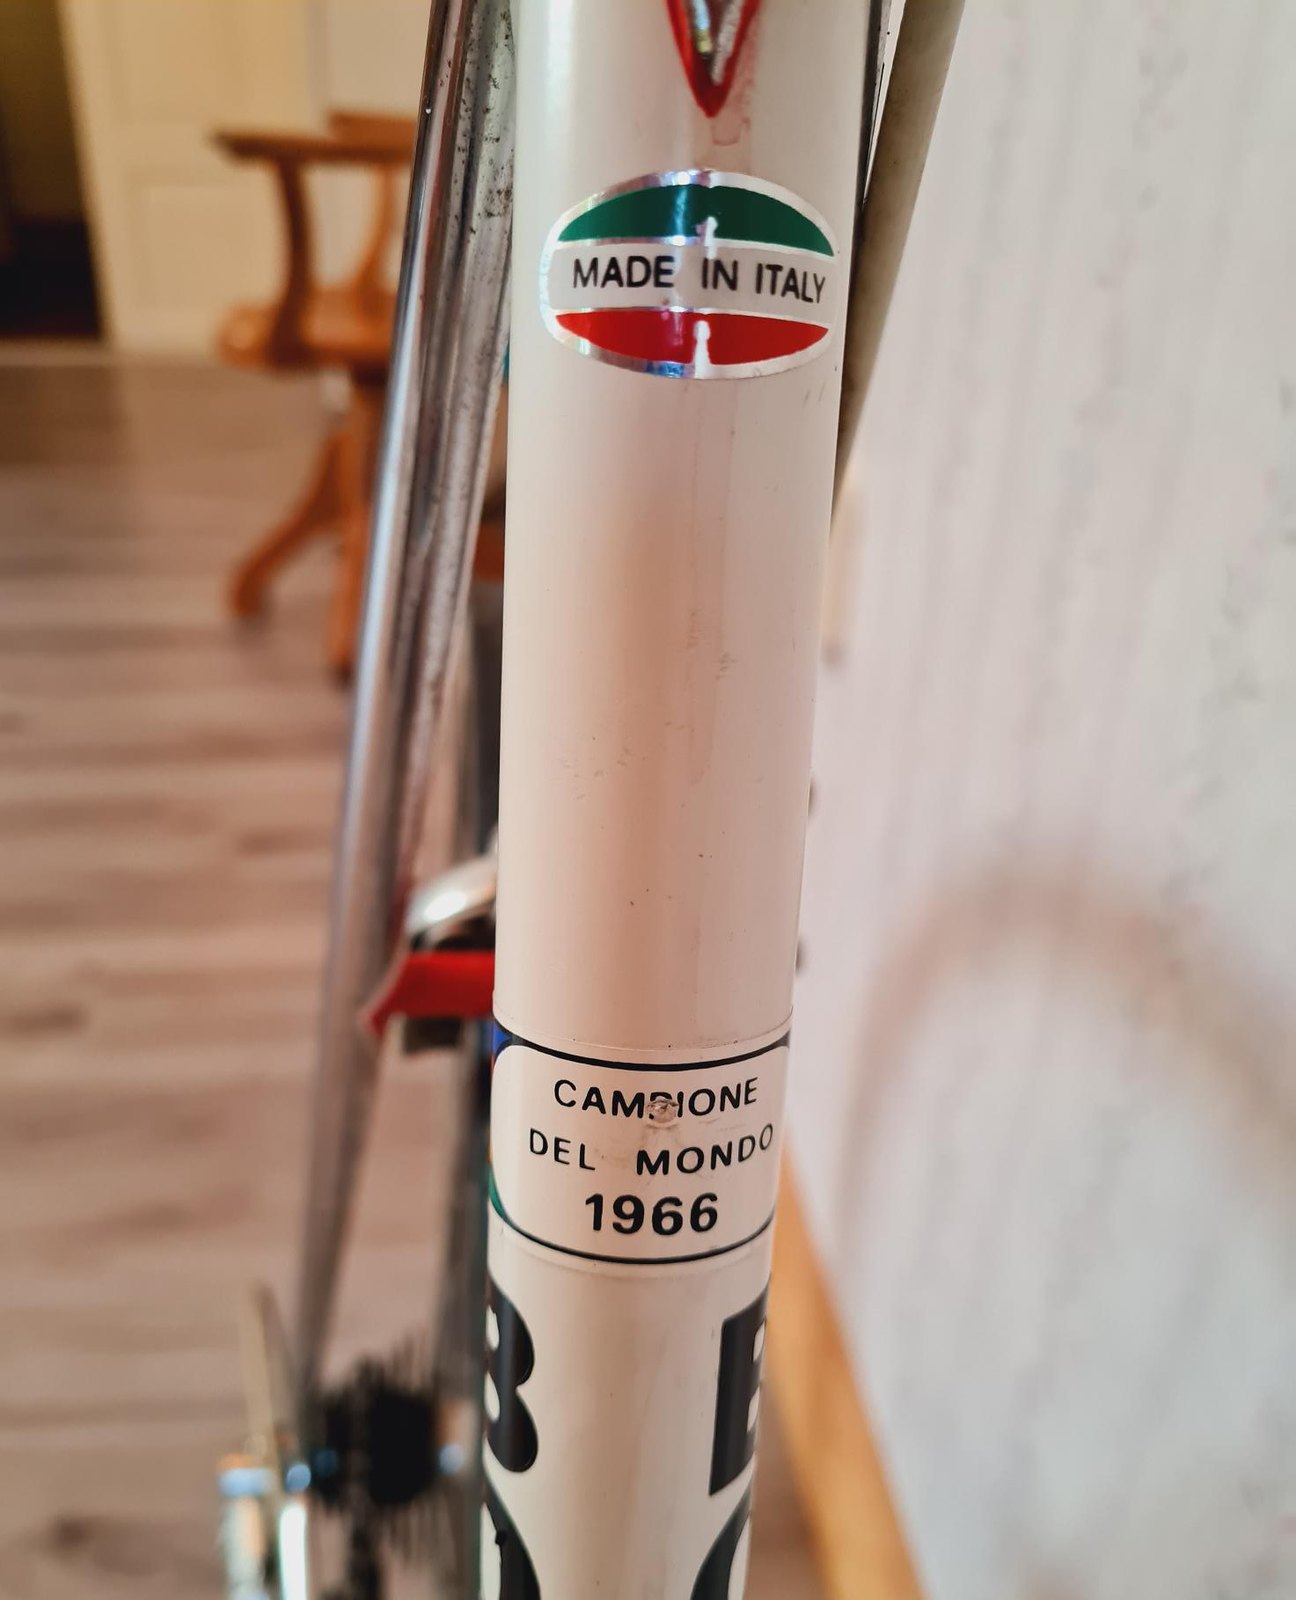 MADE IN ITALY
CAMPIONE
DEL MONDO
1966